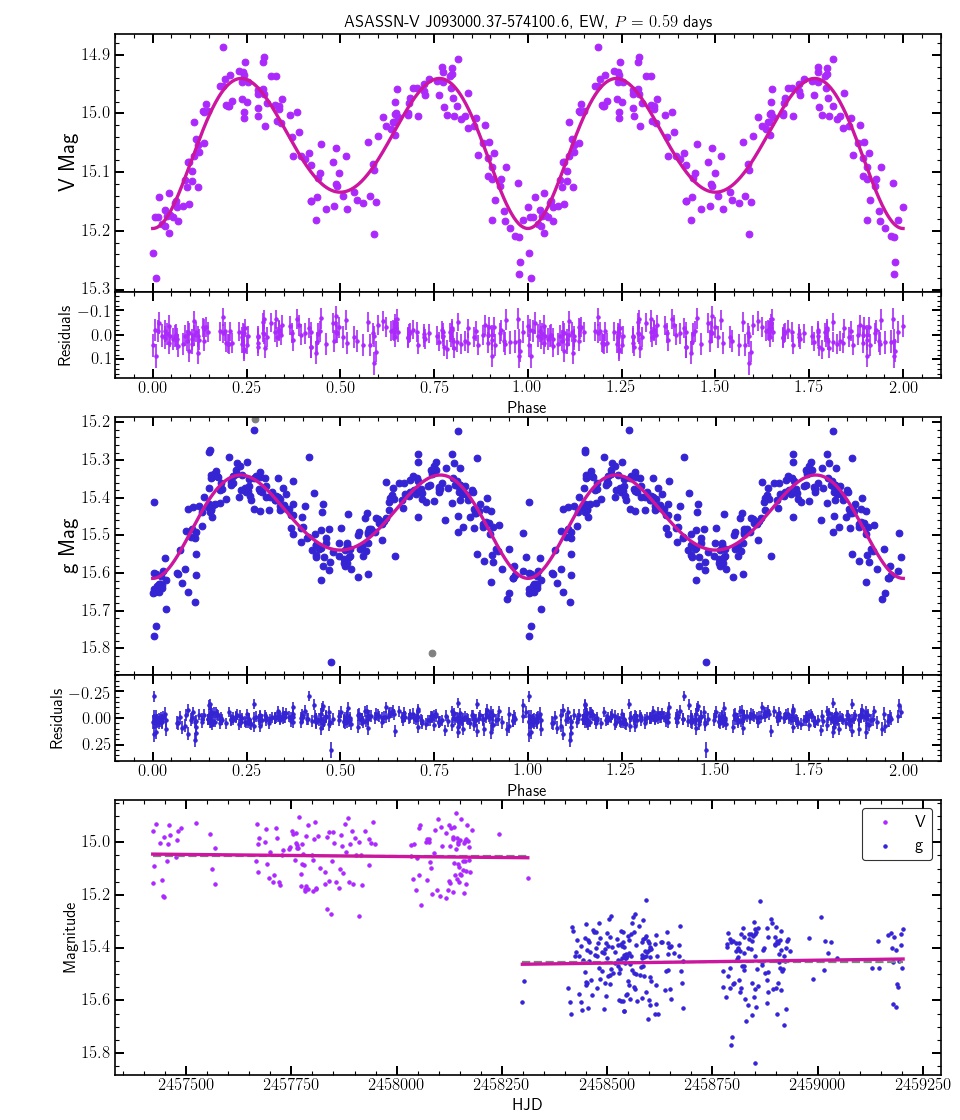 ASASSN-V J093000.37-574100.6, EW, P = 0.59 days
14.9
15.0
15.1
15.2
15.3
V Mag
−0.1
0.0
0.1
Residuals
0.00 0.25 0.50 0.75 1.00 1.25 1.50 1.75 2.00
Phase
15.2
15.3
15.4
15.5
15.6
15.7
15.8
g Mag
−0.25
0.00
0.25
Residuals
0.00 0.25 0.50 0.75 1.00 1.25 1.50 1.75 2.00
Phase
V
g
15.0
15.2
15.4
15.6
15.8
Magnitude
2457500 2457750 2458000 2458250 2458500 2458750 2459000 2459250
HJD